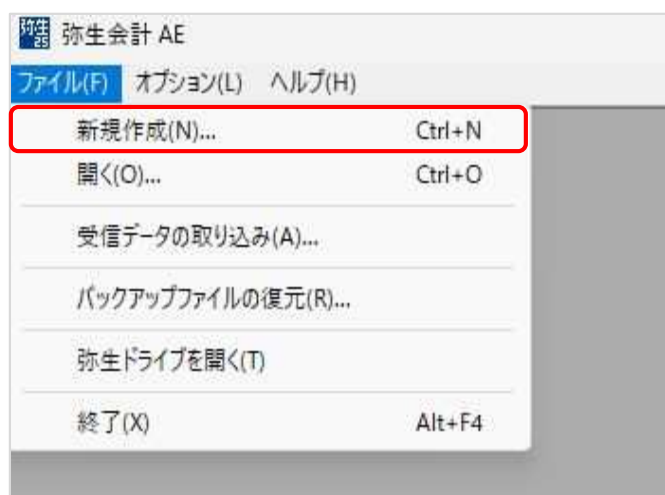 弥生会計 AE
ファイル(F) オプション(L) ヘルプ(H)
新規作成(N)... Ctrl+N
開く(O)... Ctrl+O
受信データの取り込み(A)...
バックアップファイルの復元(R)...
弥生ドライブを開く(T)
終了(X) Alt+F4